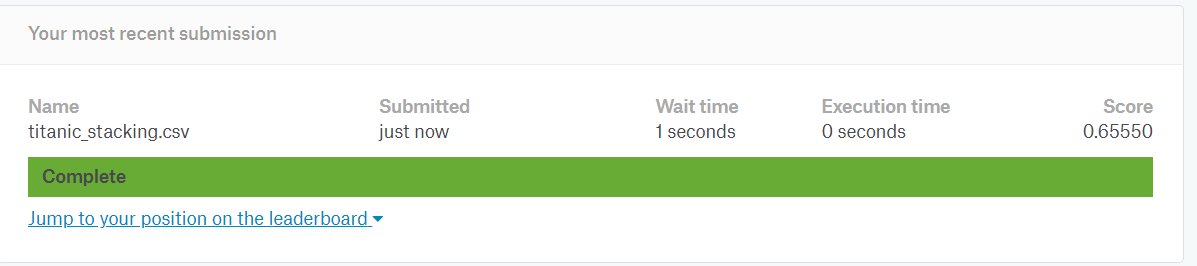 Your most recent submission
Name Submitted Wait time Execution time Score
titanic_stacking.csv just now 1 seconds 0 seconds 0.65550
Complete
Jump to your position on the leaderboard